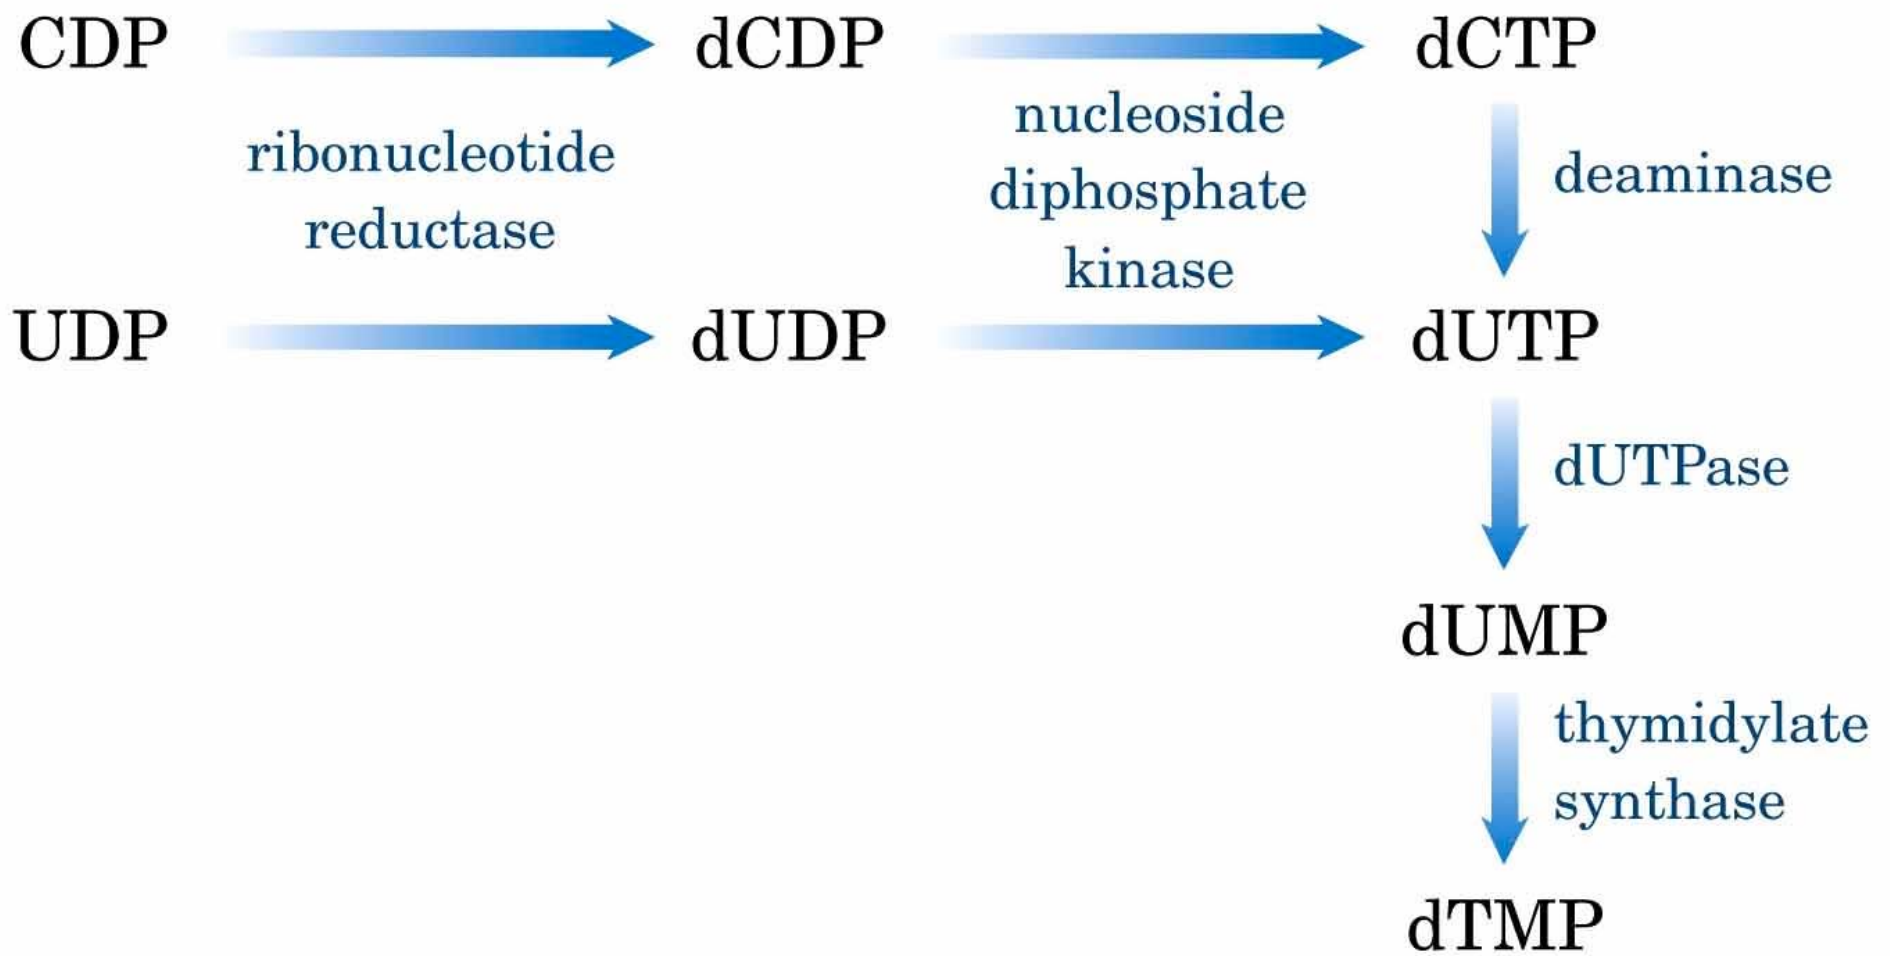 CDP dCDP dCTP
ribonucleotide
reductase
nucleoside
diphosphate
kinase
deaminase
UDP dUDP dUTP
dUTPase
dUMP
thymidylate
synthase
dTMP